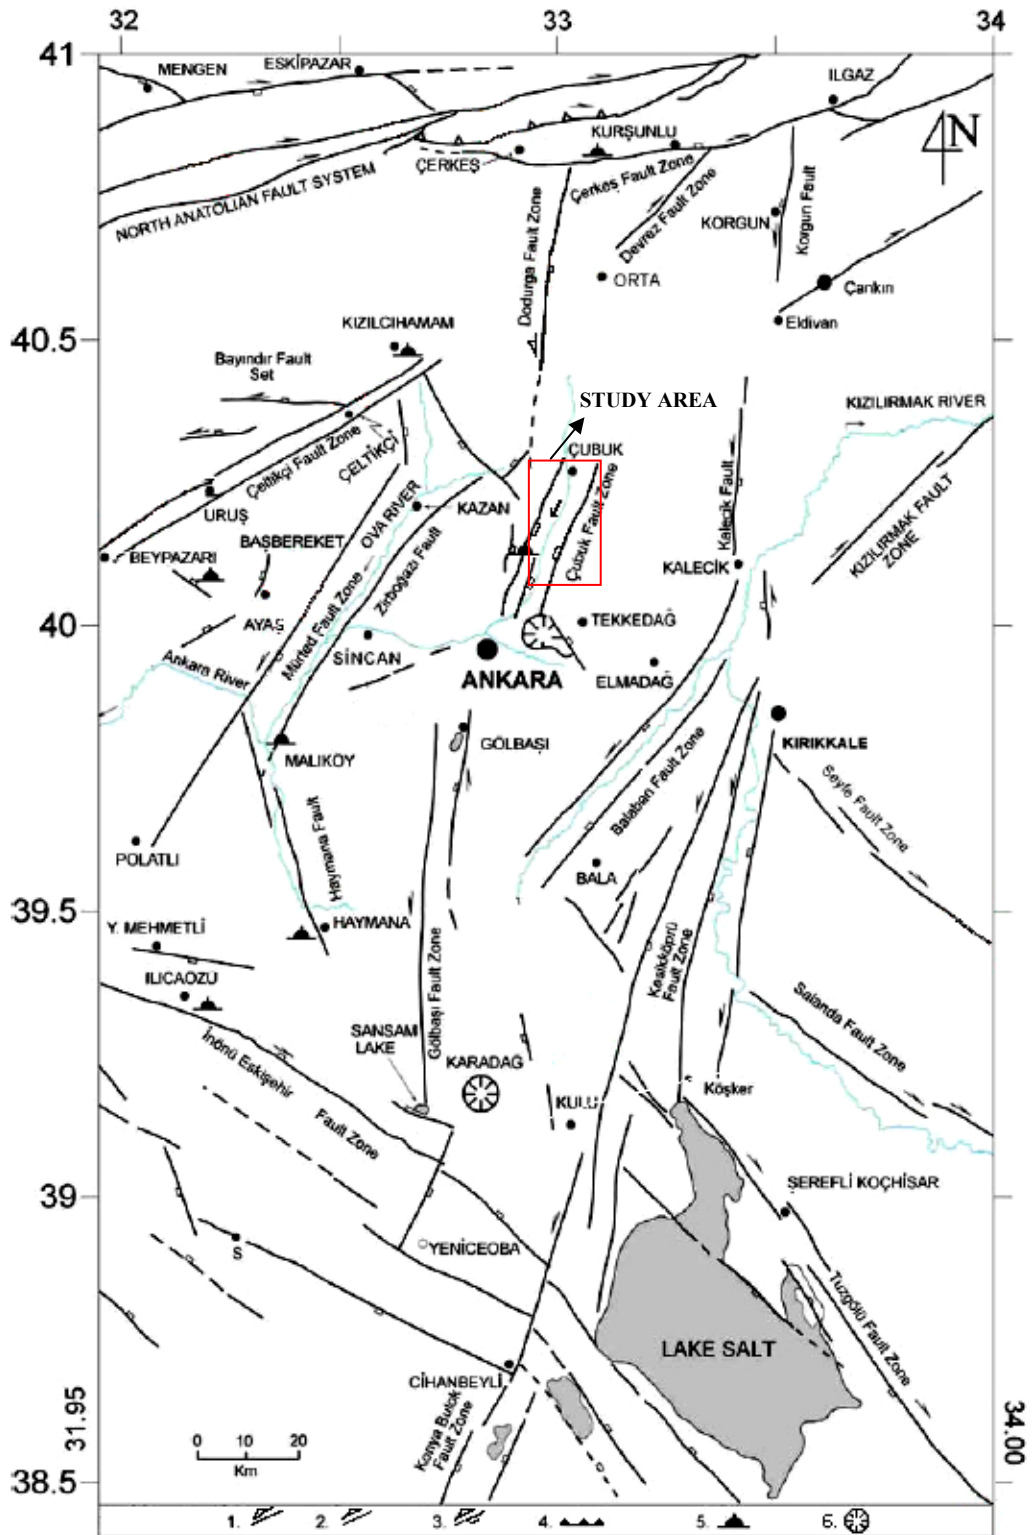 32 33 34
41
MENGEN
ESKİPAZAR
ILGAZ
N
KURŞUNLU
ÇERKEŞ
Çerkeş Fault Zone
NORTH ANATOLIAN FAULT SYSTEM
Devrez Fault Zone
KORGUN
Korgun Fault
Dodurga Fault Zone
ORTA
Çankırı
Eldivan
40.5
KIZILCIHAMAM
Bayındır Fault
Set
STUDY AREA
KIZILIRMAK RIVER
ÇELTİKÇİ
Çeltikçi Fault Zone
ÇUBUK
URUŞ
OVA RIVER
KAZAN
Çubuk Fault Zone
Kalecik Fault
KIZILIRMAK FAULT
ZONE
BEYPAZARI
BAŞBEREKET
Zirboğazı Fault
KALECİK
40
AYAŞ
Mürted Fault Zone
SİNCAN
TEKKEDAĞ
Ankara River
ANKARA
ELMADAĞ
GÖLBAŞI
KIRIKKALE
MALIKÖY
Balaban Fault Zone
Seyfe Fault Zone
POLATLI
Haymana Fault
BALA
39.5
Y. MEHMETLİ
HAYMANA
ILICAOZU
Gölbaşı Fault Zone
Kesikköprü
Fault Zone
Salanda Fault Zone
İnönü Eskişehir
Fault Zone
SANSAM
LAKE
KARADAĞ
KULU
Köşker
39
ŞEREFLİ KOÇHİSAR
S
YENİCEOBA
Tuzgölü Fault Zone
LAKE SALT
CİHANBEYLİ
Konya Buluk
Fault Zone
31.95
34.00
0 10 20
Km
38.5
1. 2. 3. 4. 5. 6.